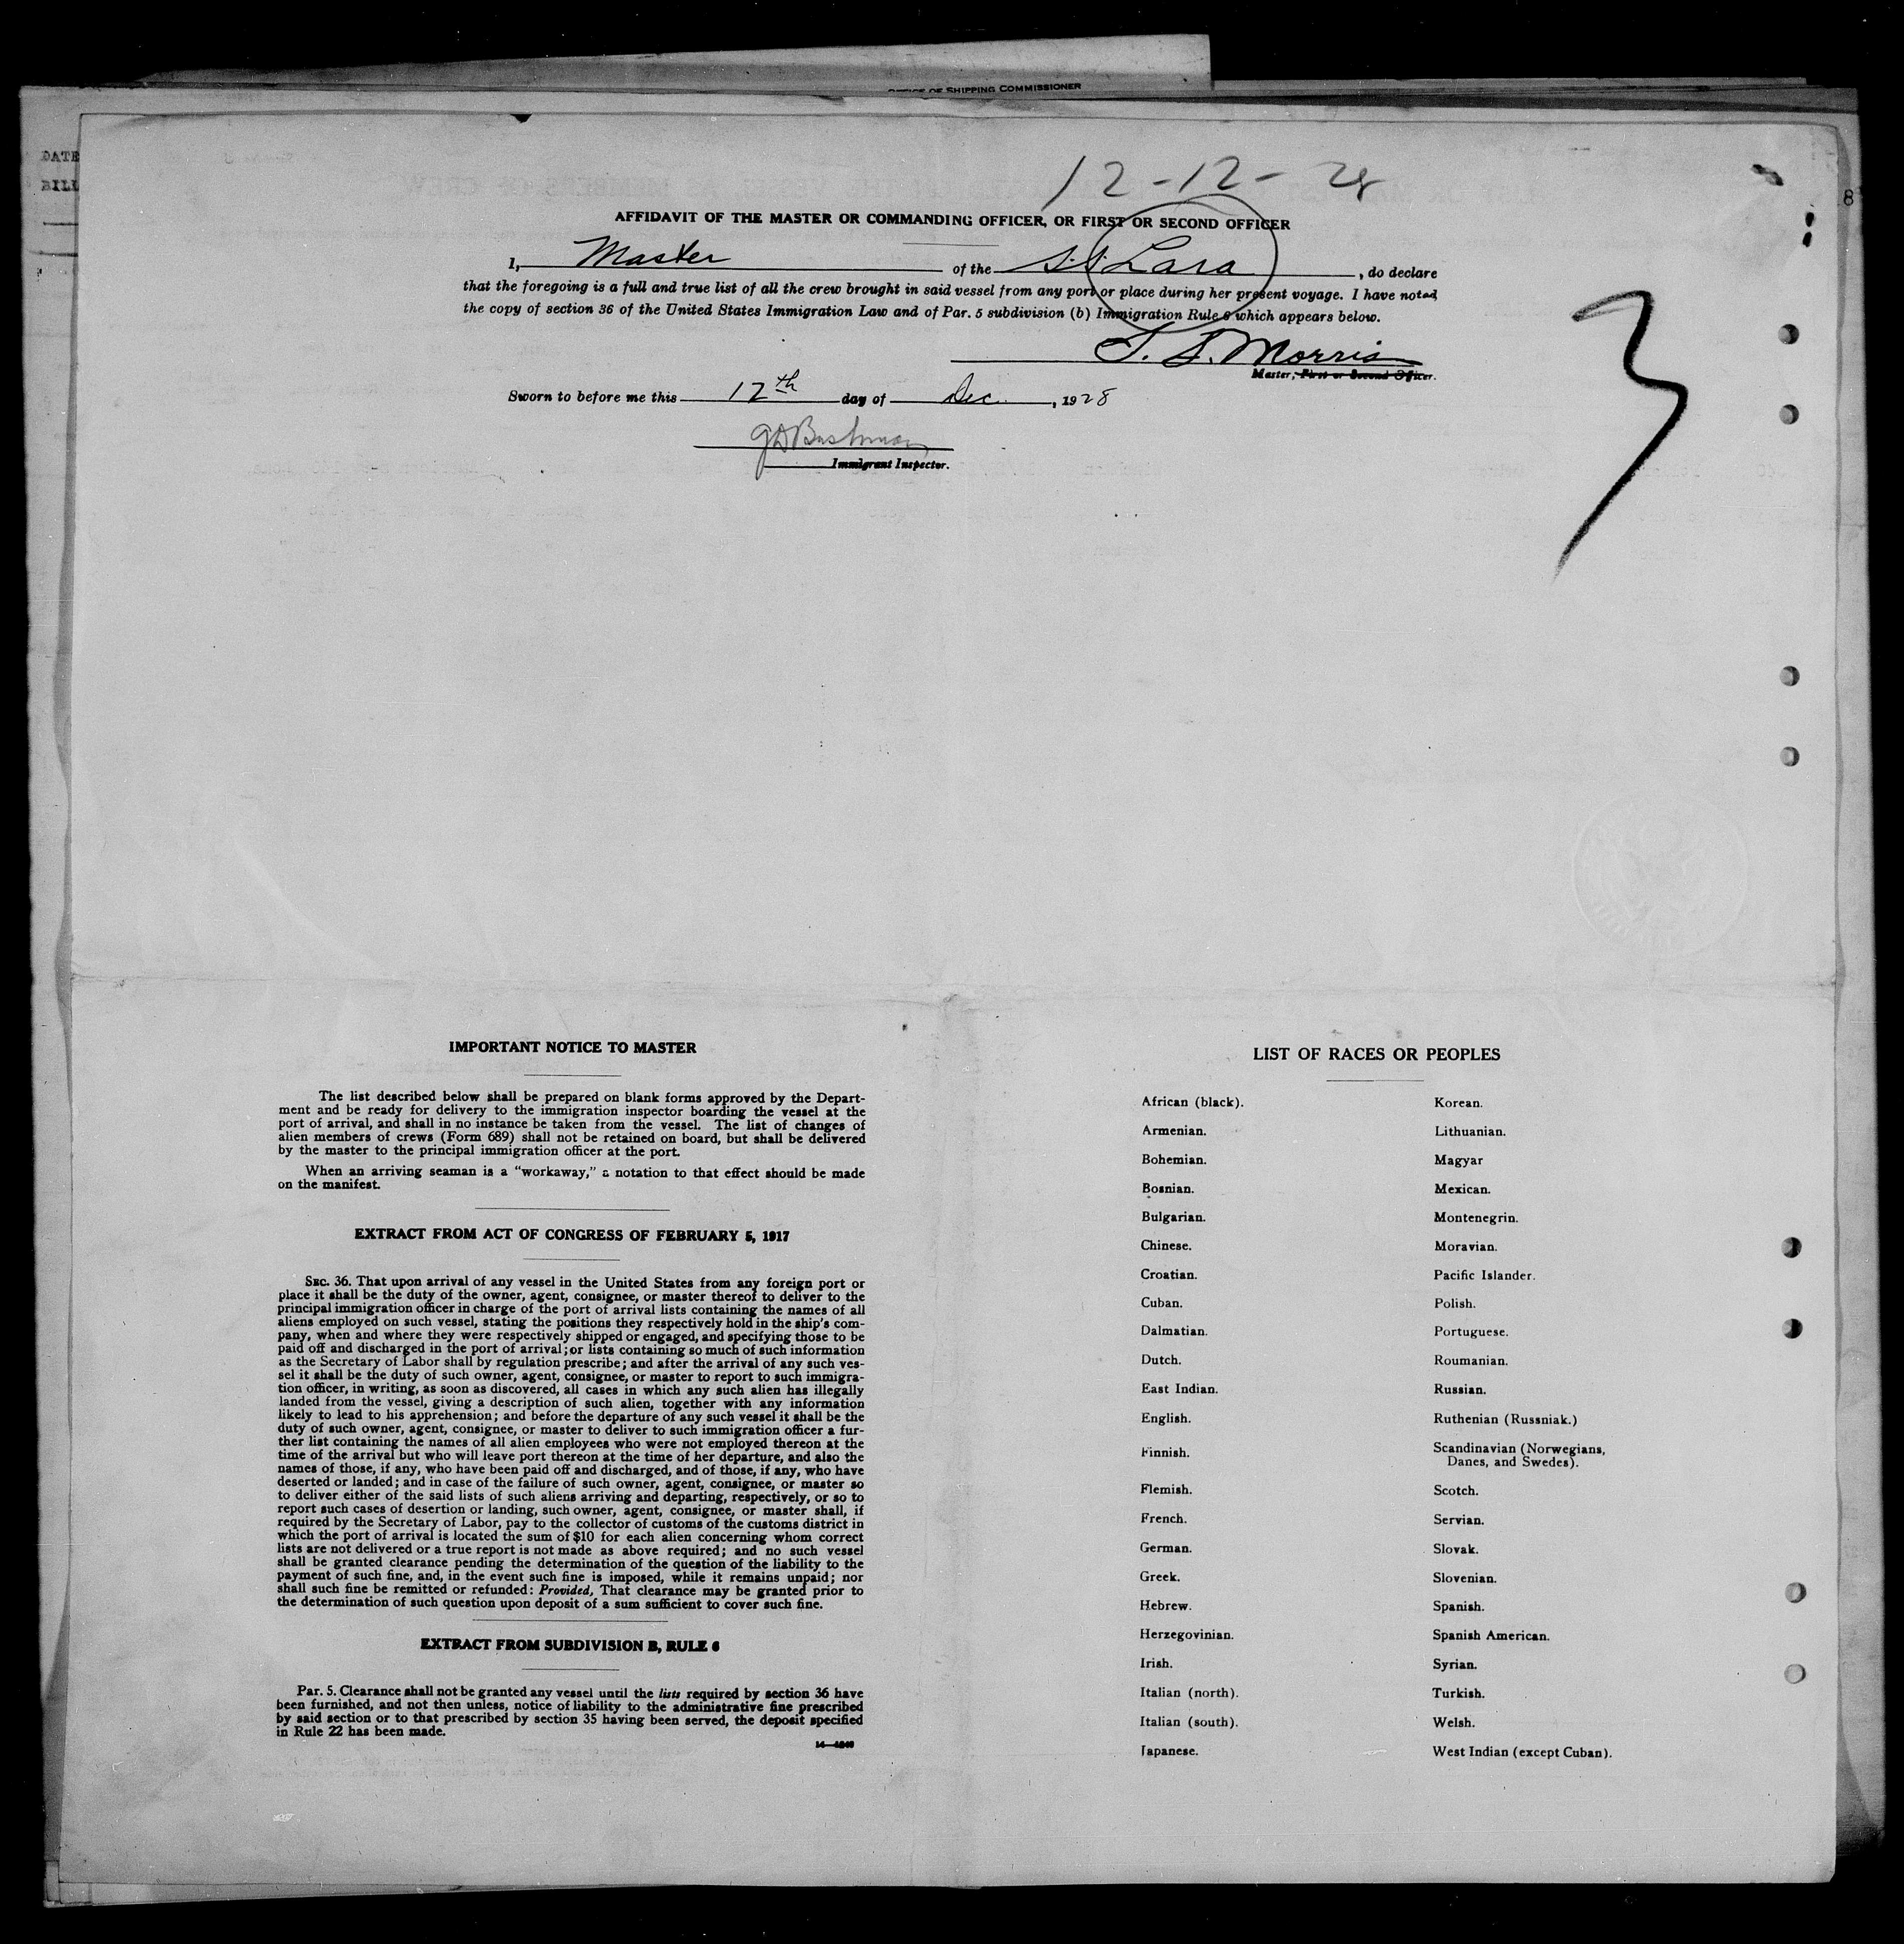 OFFICE OF SHIPPING COMMISSIONER
DATE
BILL
8
12-12-28
AFFIDAVIT OF THE MASTER OR COMMANDING OFFICER, OR FIRST OR SECOND OFFICER
I, Master of the S.S. Lara, do declare
that the foregoing is a full and true list of all the crew brought in said vessel from any port or place during her present voyage. I have noted
the copy of section 36 of the United States Immigration Law and of Par. 5 subdivision (b) Immigration Rule 6 which appears below.
Morris
Master, First or Second Officer.
3
Sworn to before me this 12th day of Dec., 1928
Immigrant Inspector.
IMPORTANT NOTICE TO MASTER
The list described below shall be prepared on blank forms approved by the Depart-
ment and be ready for delivery to the immigration inspector boarding the vessel at the
port of arrival, and shall in no instance be taken from the vessel. The list of changes of
alien members of crews (Form 689) shall not be retained on board, but shall be delivered
by the master to the principal immigration officer at the port.
When an arriving seaman is a "workaway," a notation to that effect should be made
on the manifest.
EXTRACT FROM ACT OF CONGRESS OF FEBRUARY 5, 1917
SEC. 36. That upon arrival of any vessel in the United States from any foreign port or
place it shall be the duty of the owner, agent, consignee, or master thereof to deliver to the
principal immigration officer in charge of the port of arrival lists containing the names of all
aliens employed on such vessel, stating the positions they respectively hold in the ship's com-
pany, when and where they were respectively shipped or engaged, and specifying those to be
paid off and discharged in the port of arrival; or lists containing so much of such information
as the Secretary of Labor shall by regulation prescribe; and after the arrival of any such ves-
sel it shall be the duty of such owner, agent, consignee, or master to report to such immigra-
tion officer, in writing, as soon as discovered, all cases in which any such alien has illegally
landed from the vessel, giving a description of such alien, together with any information
likely to lead to his apprehension; and before the departure of any such vessel it shall be the
duty of such owner, agent, consignee, or master to deliver to such immigration officer a fur-
ther list containing the names of all alien employees who were not employed thereon at the
time of the arrival but who will leave port thereon at the time of her departure, and also the
names of those, if any, who have been paid off and discharged, and of those, if any, who have
deserted or landed; and in case of the failure of such owner, agent, consignee, or master so
to deliver either of the said lists of such aliens arriving and departing, respectively, or so to
report such cases of desertion or landing, such owner, agent, consignee, or master shall, if
required by the Secretary of Labor, pay to the collector of customs of the customs district in
which the port of arrival is located the sum of $10 for each alien concerning whom correct
lists are not delivered or a true report is not made as above required; and no such vessel
shall be granted clearance pending the determination of the question of the liability to the
payment of such fine, and, in the event such fine is imposed, while it remains unpaid; nor
shall such fine be remitted or refunded: Provided, That clearance may be granted prior to
the determination of such question upon deposit of a sum sufficient to cover such fine.
EXTRACT FROM SUBDIVISION B, RULE 6
Par. 5. Clearance shall not be granted any vessel until the lists required by section 36 have
been furnished, and not then unless, notice of liability to the administrative fine prescribed
by said section or to that prescribed by section 35 having been served, the deposit specified
in Rule 22 has been made.
LIST OF RACES OR PEOPLES
African (black).
Armenian.
Bohemian.
Bosnian.
Bulgarian.
Chinese.
Croatian.
Cuban.
Dalmatian.
Dutch.
East Indian.
English.
Finnish.
Flemish.
French.
German.
Greek.
Hebrew.
Herzegovinian.
Irish.
Italian (north).
Italian (south).
Japanese.
Korean.
Lithuanian.
Magyar
Mexican.
Montenegrin.
Moravian.
Pacific Islander.
Polish.
Portuguese.
Roumanian.
Russian.
Ruthenian (Russniak.)
Scandinavian (Norwegians,
Danes, and Swedes).
Scotch.
Servian.
Slovak.
Slovenian.
Spanish.
Spanish American.
Syrian.
Turkish.
Welsh.
West Indian (except Cuban).